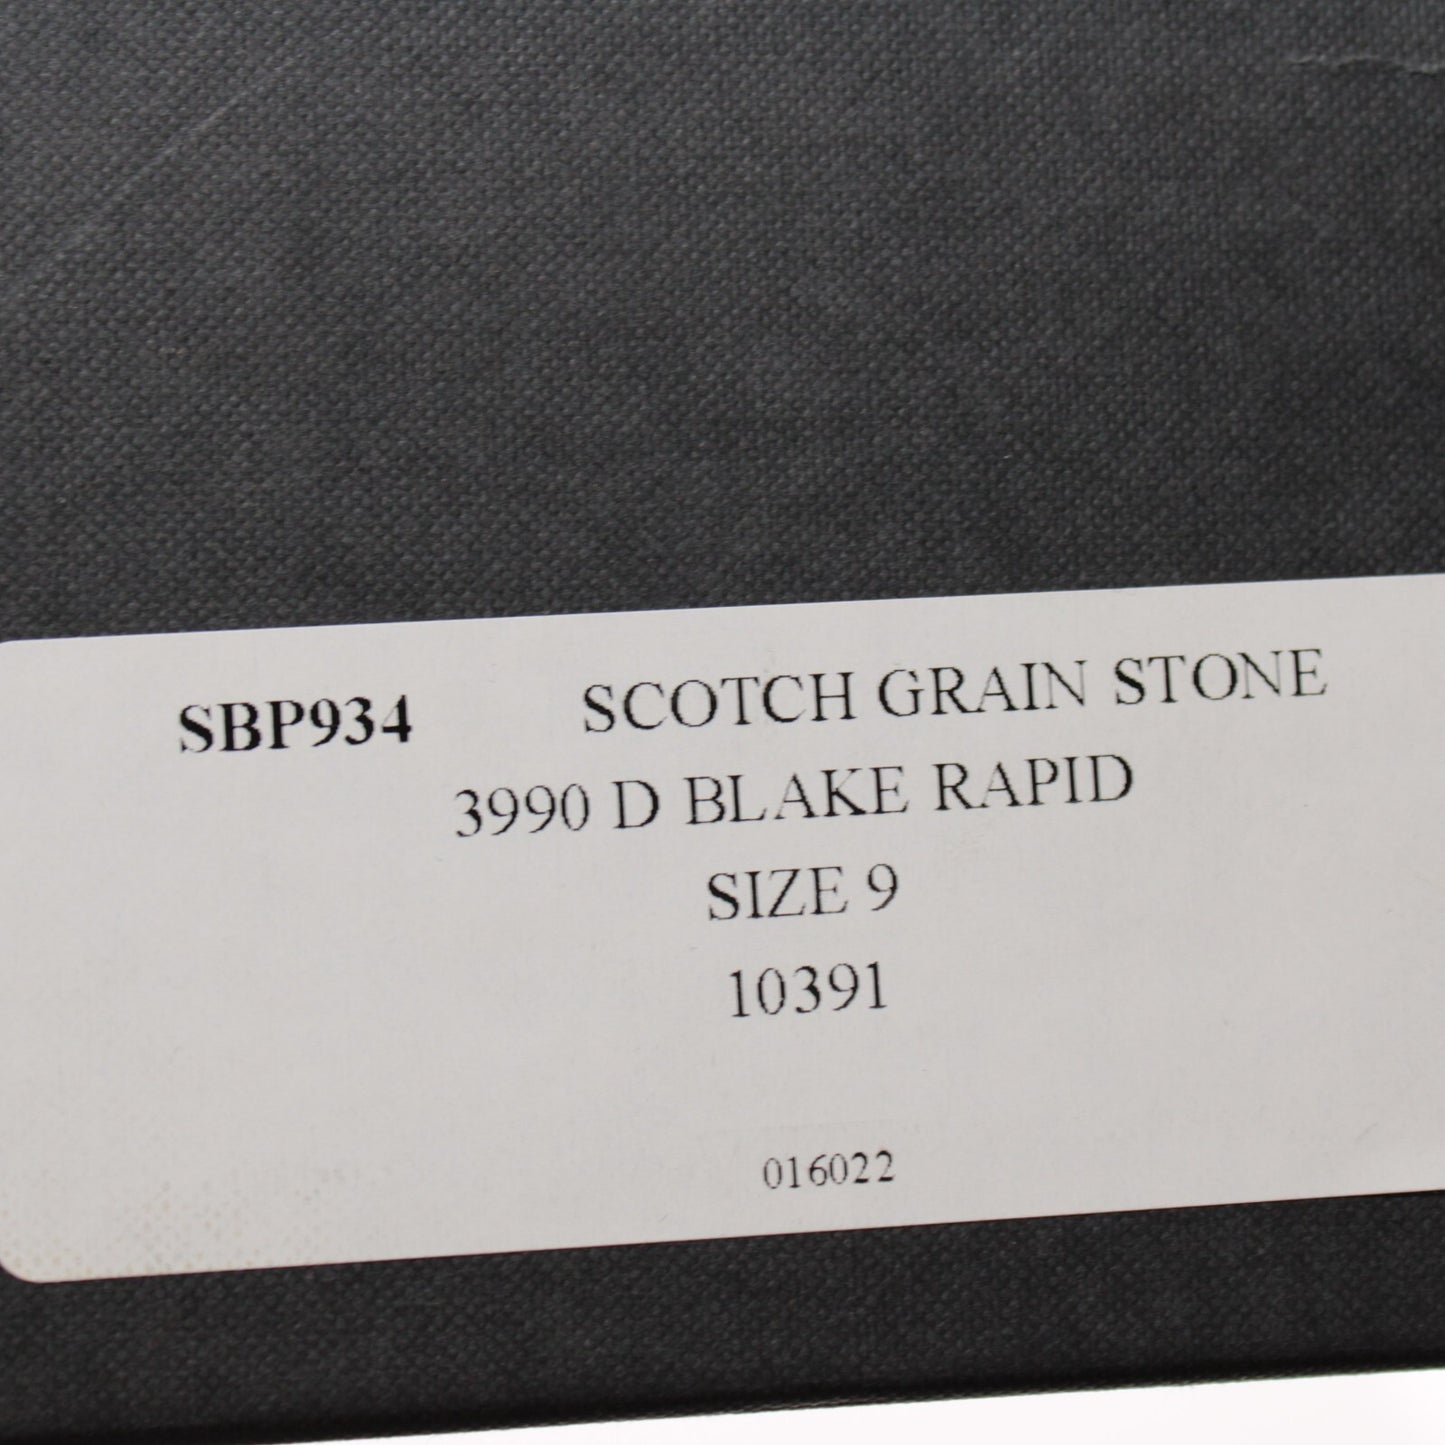 SBP934 SCOTCH GRAIN STONE
3990 D BLAKE RAPID
SIZE 9
10391
016022